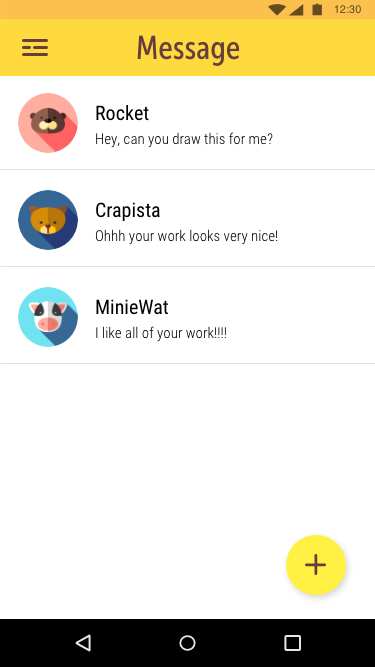 12:30
Message
Rocket
Hey, can you draw this for me?
Crapista
Ohhh your work looks very nice!
MinieWat
I like all of your work!!!!